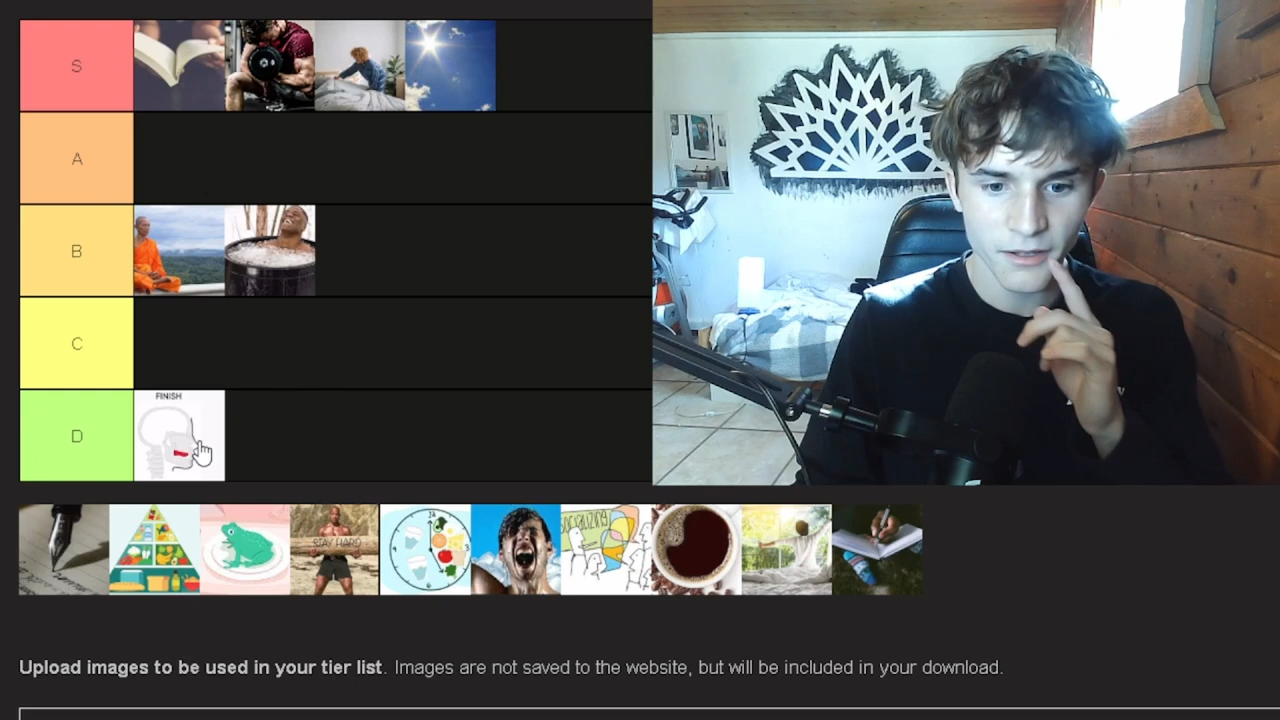 S
A
B
C
D
FINISH
STAY HARD
SOCIALIZING
Upload images to be used in your tier list. Images are not saved to the website, but will be included in your download.